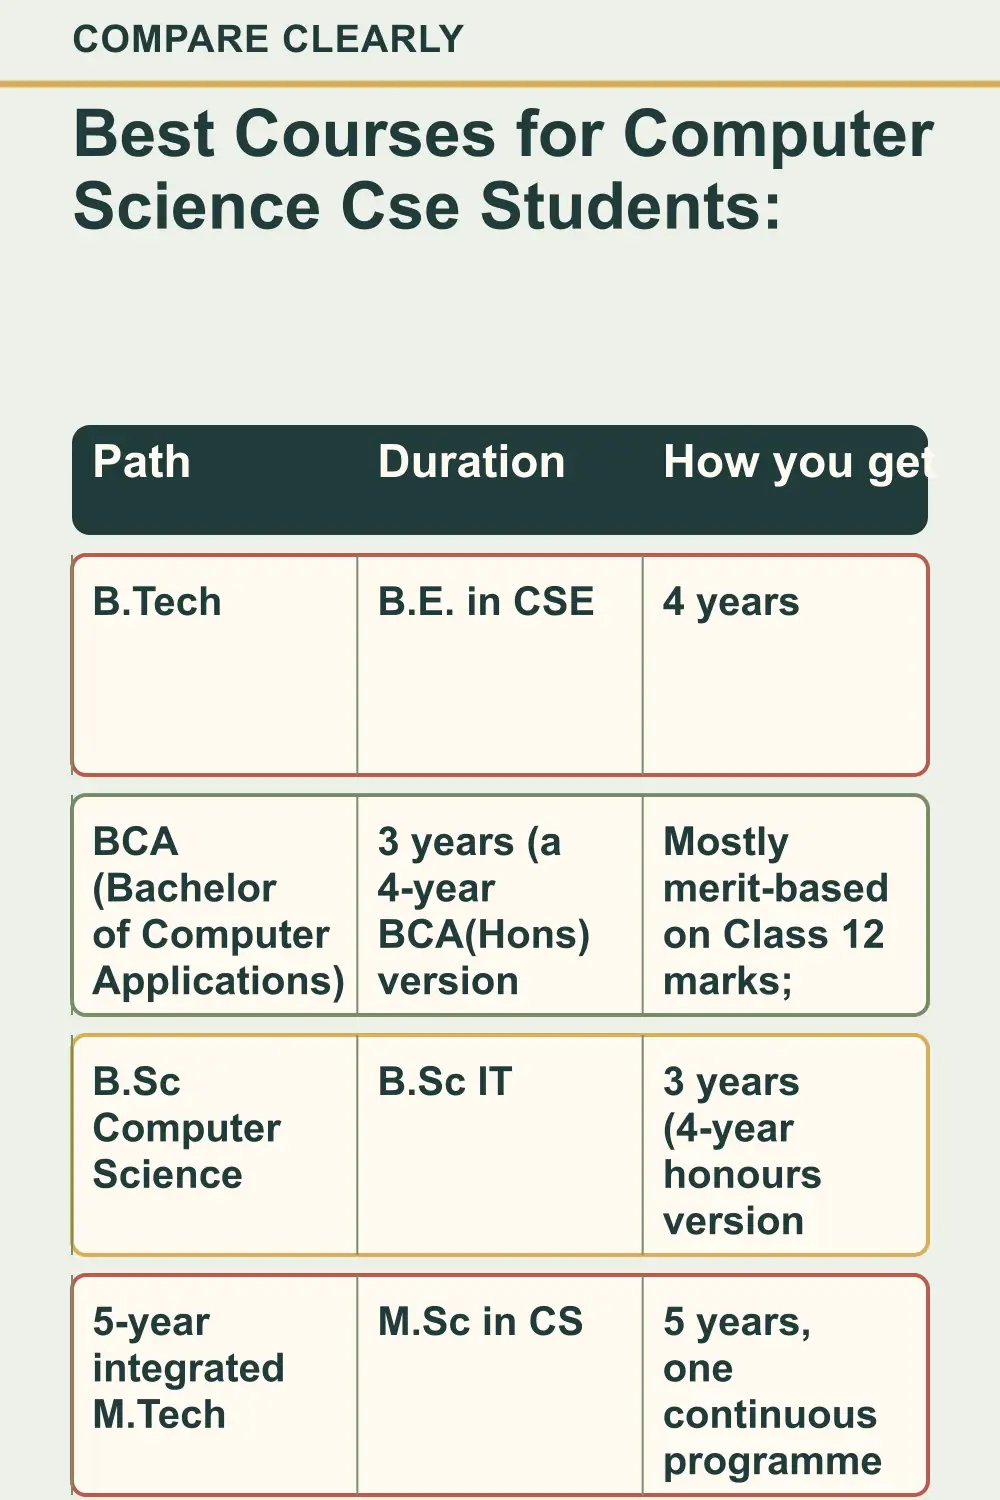 COMPARE CLEARLY
Best Courses for Computer
Science Cse Students:
Path Duration How you get
B.Tech B.E. in CSE 4 years
BCA
(Bachelor
of Computer
Applications)
3 years (a
4-year
BCA(Hons)
version
Mostly
merit-based
on Class 12
marks;
B.Sc
Computer
Science
B.Sc IT
3 years
(4-year
honours
version
5-year
integrated
M.Tech
M.Sc in CS
5 years,
one
continuous
programme